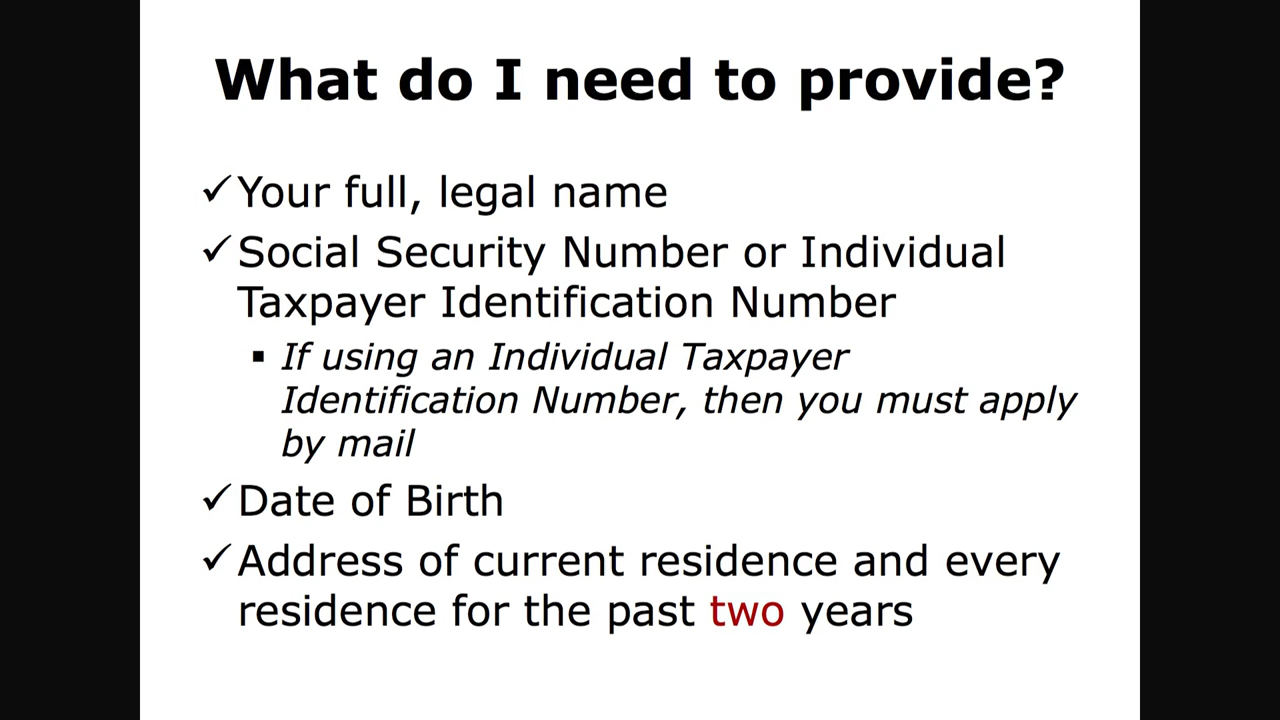 What do I need to provide?
✓Your full, legal name
✓Social Security Number or Individual
Taxpayer Identification Number
▪ If using an Individual Taxpayer
Identification Number, then you must apply
by mail
✓Date of Birth
✓Address of current residence and every
residence for the past two years